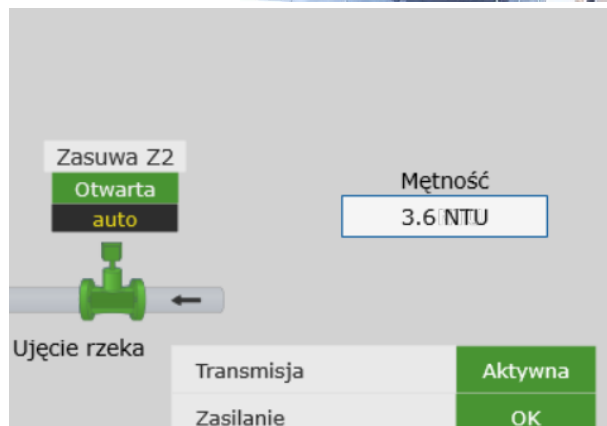 Zasuwa Z2
Otwarta
auto
Mętność
3.6 NTU
Ujęcie rzeka
Transmisja Aktywna
Zasilanie OK